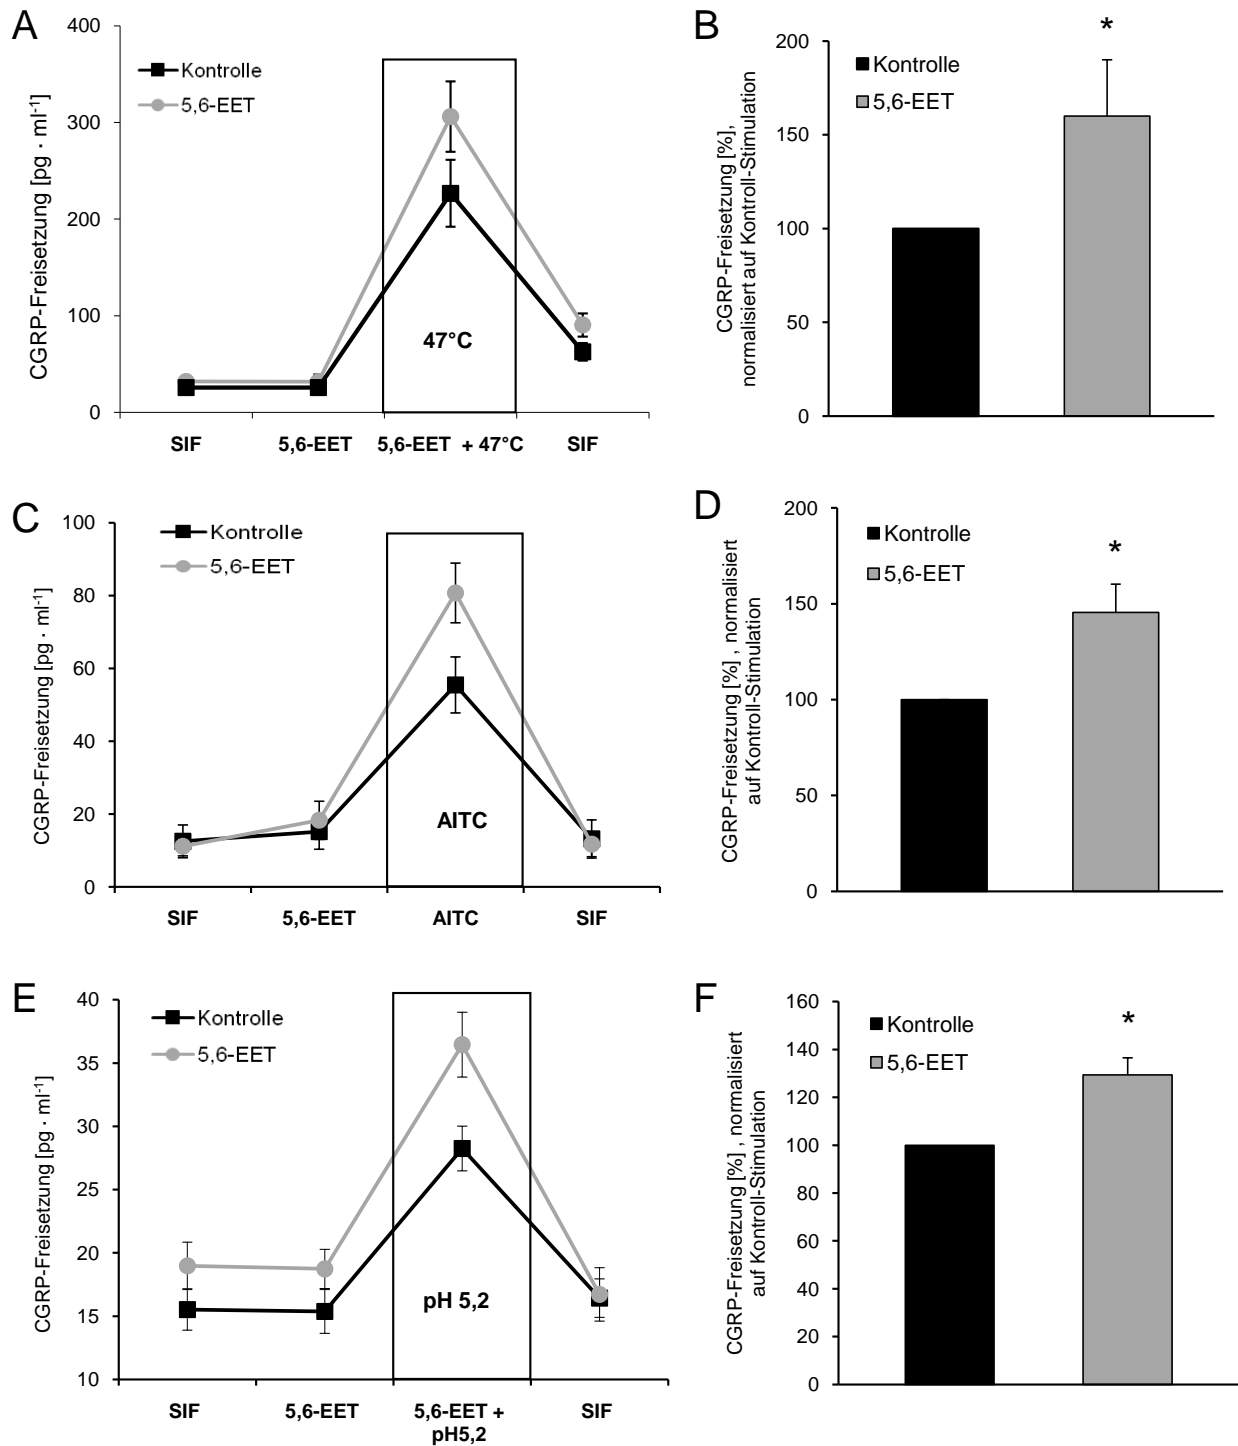 A
CGRP-Freisetzung [pg · ml-1]
400
300
200
100
0
Kontrolle
5,6-EET
47°C
SIF
5,6-EET
5,6-EET + 47°C
SIF
B
CGRP-Freisetzung [%],
normalisiert auf Kontroll-Stimulation
200
150
100
50
0
Kontrolle
5,6-EET
*
C
CGRP-Freisetzung [pg · ml-1]
100
80
60
40
20
0
Kontrolle
5,6-EET
AITC
SIF
5,6-EET
AITC
SIF
D
CGRP-Freisetzung [%] , normalisiert
auf Kontroll-Stimulation
200
150
100
50
0
Kontrolle
5,6-EET
*
E
CGRP-Freisetzung [pg · ml-1]
40
35
30
25
20
15
10
Kontrolle
5,6-EET
pH 5,2
SIF
5,6-EET
5,6-EET +
pH5,2
SIF
F
CGRP-Freisetzung [%] , normalisiert
auf Kontroll-Stimulation
160
140
120
100
80
60
40
20
0
Kontrolle
5,6-EET
*